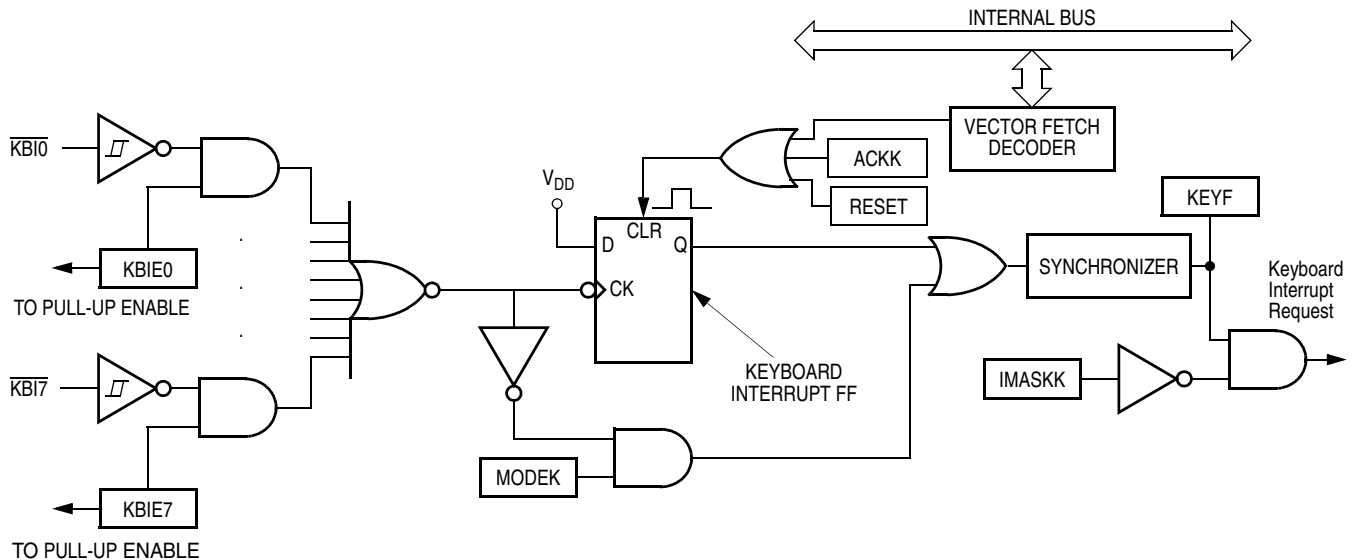 INTERNAL BUS
VECTOR FETCH
DECODER
KBI0
ACKK
VDD
RESET
KEYF
CLR
D
Q
KBIE0
SYNCHRONIZER
Keyboard
Interrupt
Request
CK
TO PULL-UP ENABLE
KEYBOARD
INTERRUPT FF
KBI7
IMASKK
MODEK
KBIE7
TO PULL-UP ENABLE